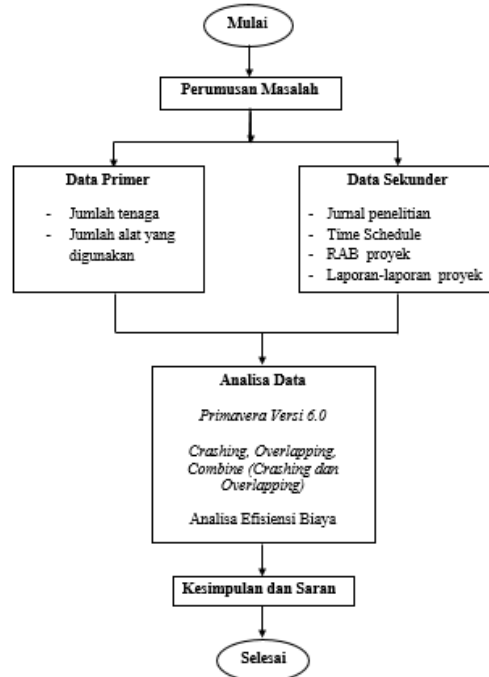 Mulai
Perumusan Masalah
Data Primer
- Jumlah tenaga
- Jumlah alat yang
digunakan
Data Sekunder
- Jurnal penelitian
- Time Schedule
- RAB proyek
- Laporan-laporan proyek
Analisa Data
Primavera Versi 6.0
Crashing, Overlapping,
Combine (Crashing dan
Overlapping)
Analisa Efisiensi Biaya
Kesimpulan dan Saran
Selesai